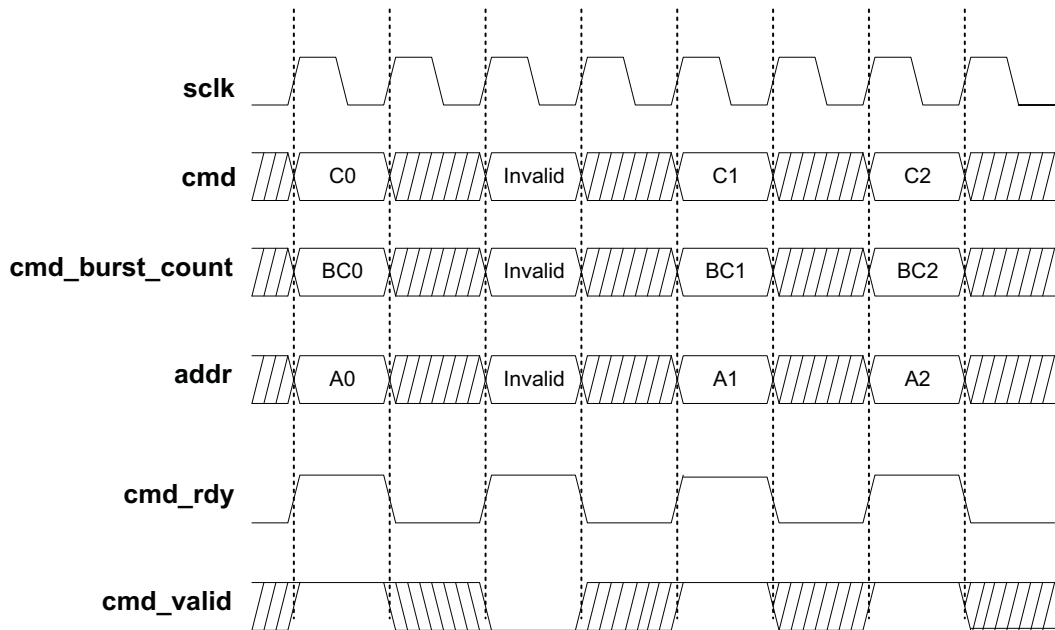 sclk
cmd C0 Invalid C1 C2
cmd_burst_count BC0 Invalid BC1 BC2
addr A0 Invalid A1 A2
cmd_rdy
cmd_valid